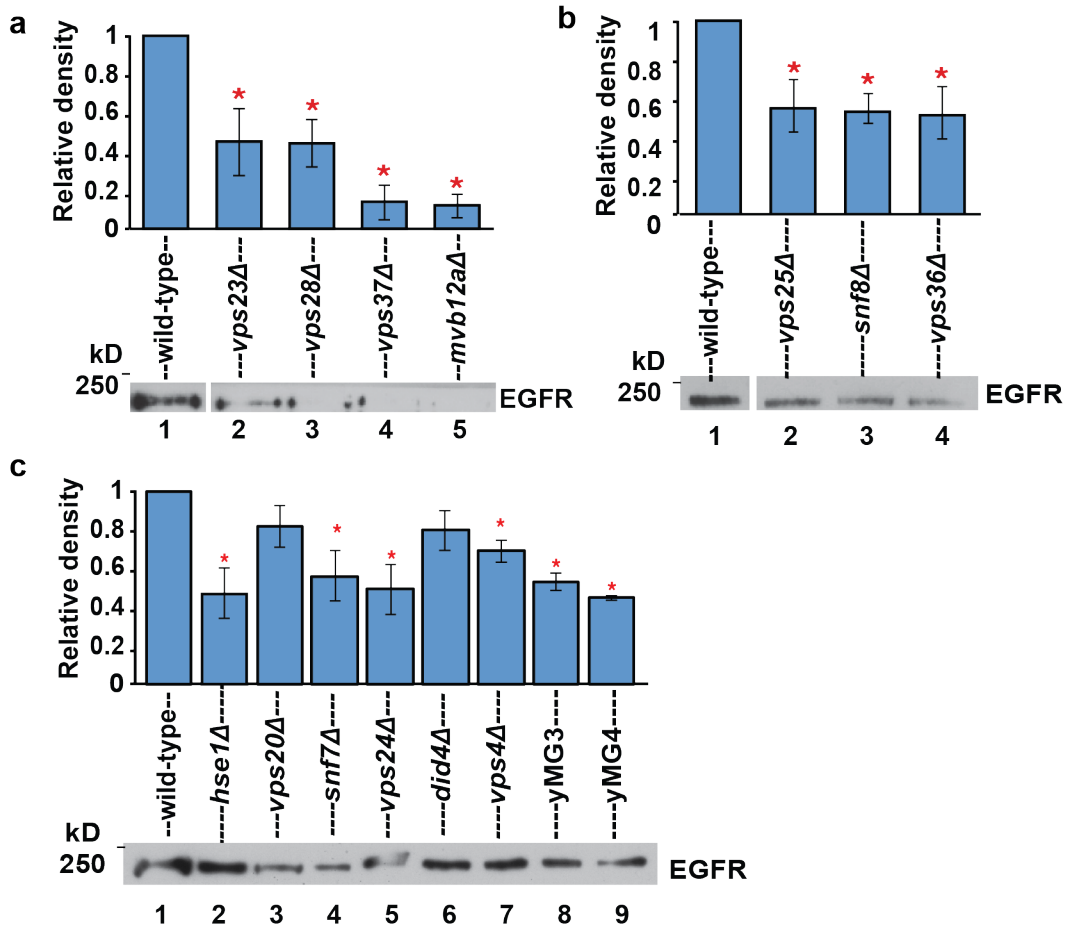 a
Relative density
1
0.8
0.6
0.4
0.2
0
*
*
*
*
--wild-type--
--vps23Δ--
--vps28Δ--
--vps37Δ--
--mvb12aΔ--
kD
250
EGFR
1 2 3 4 5
b
Relative density
1
0.8
0.6
0.4
0.2
0
*
*
*
--wild-type--
--vps25Δ--
--snf8Δ--
--vps36Δ--
kD
250
EGFR
1 2 3 4
c
Relative density
1
0.8
0.6
0.4
0.2
0
*
*
*
*
*
*
--wild-type--
--hse1Δ--
--vps20Δ--
--snf7Δ--
--vps24Δ--
--did4Δ--
--vps4Δ--
--yMG3--
--yMG4--
kD
250
EGFR
1 2 3 4 5 6 7 8 9